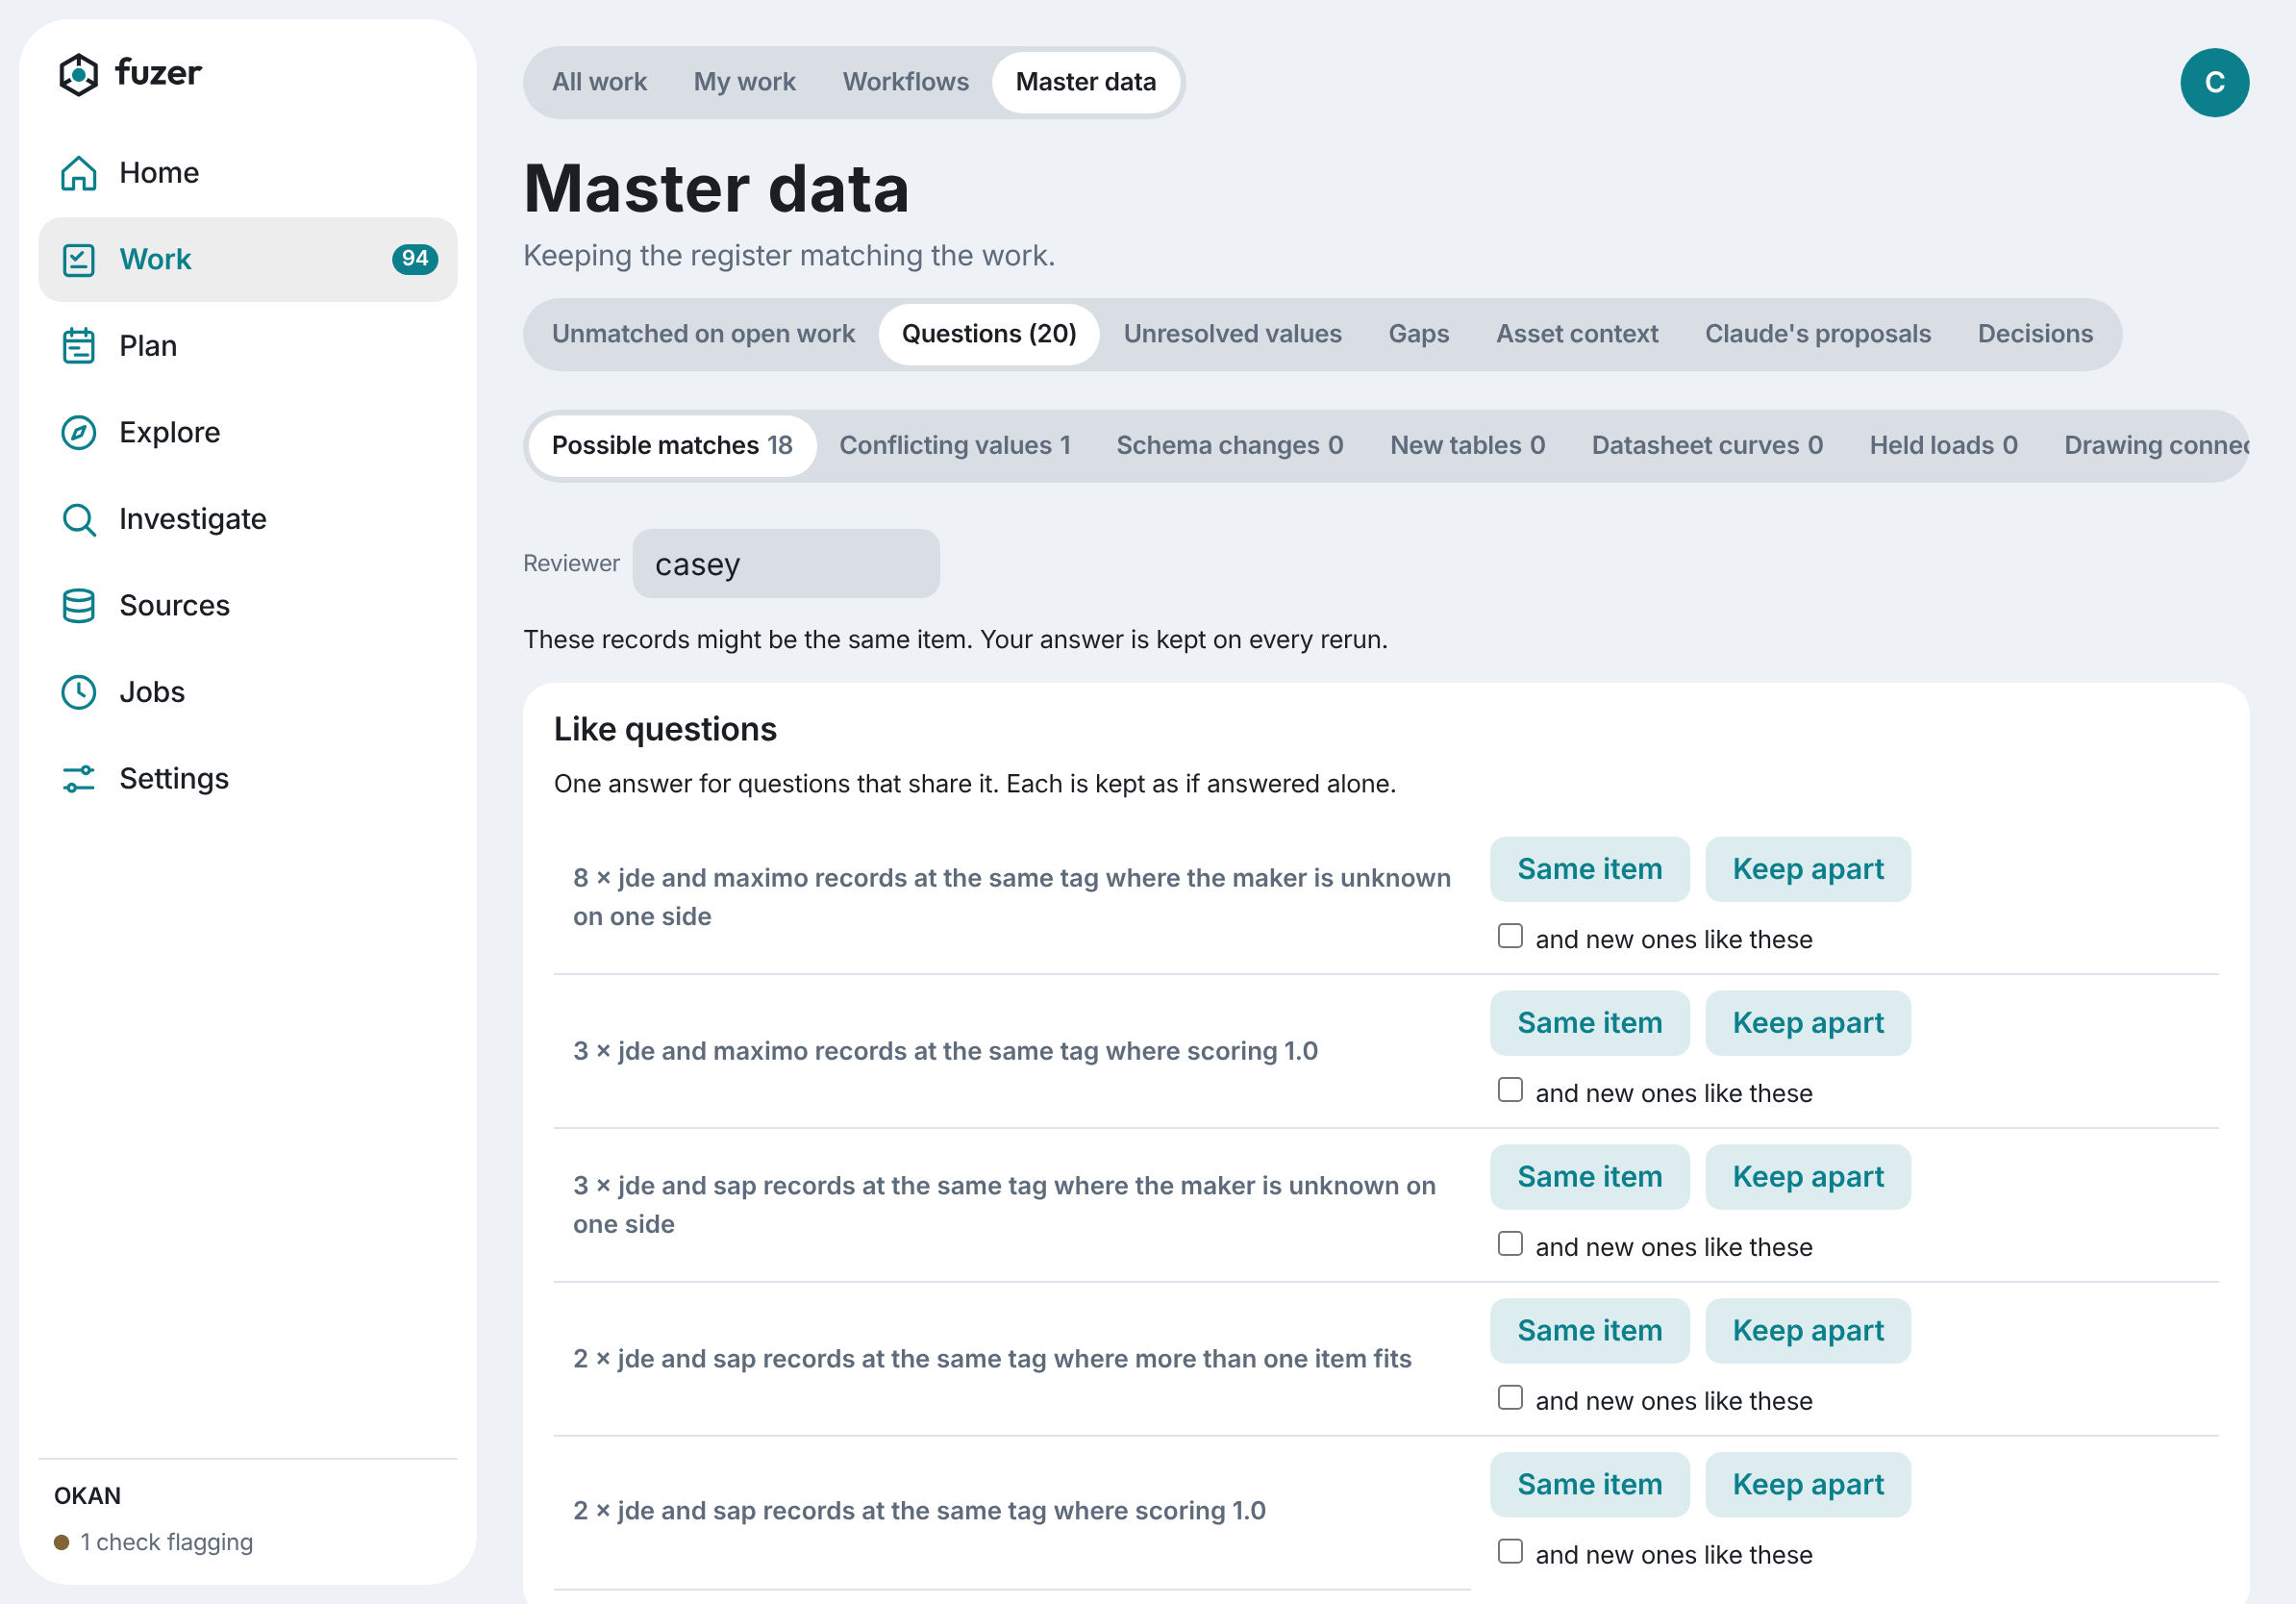 fuzer
Home
Work 94
Plan
Explore
Investigate
Sources
Jobs
Settings
OKAN
1 check flagging
All work My work Workflows Master data
C
Master data
Keeping the register matching the work.
Unmatched on open work Questions (20) Unresolved values Gaps Asset context Claude's proposals Decisions
Possible matches 18 Conflicting values 1 Schema changes 0 New tables 0 Datasheet curves 0 Held loads 0 Drawing
Reviewer casey
These records might be the same item. Your answer is kept on every rerun.
Like questions
One answer for questions that share it. Each is kept as if answered alone.
8 × jde and maximo records at the same tag where the maker is unknown
on one side
Same item Keep apart
and new ones like these
3 × jde and maximo records at the same tag where scoring 1.0
Same item Keep apart
and new ones like these
3 × jde and sap records at the same tag where the maker is unknown on
one side
Same item Keep apart
and new ones like these
2 × jde and sap records at the same tag where more than one item fits
Same item Keep apart
and new ones like these
2 × jde and sap records at the same tag where scoring 1.0
Same item Keep apart
and new ones like these